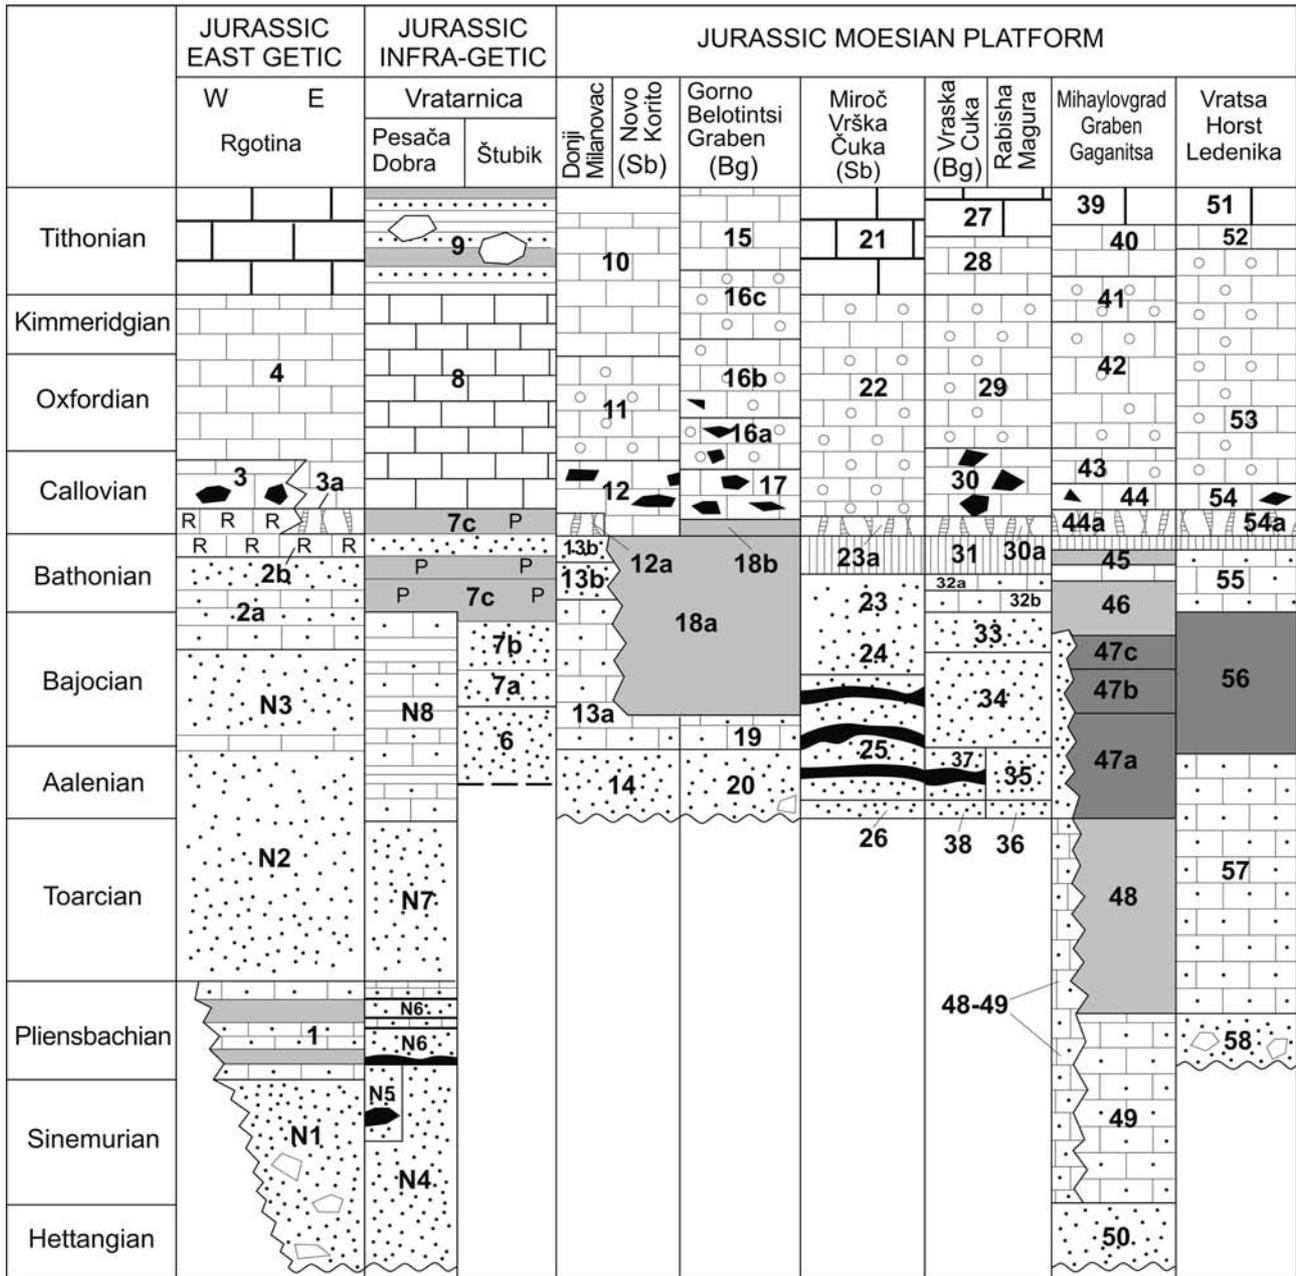 JURASSIC
EAST GETIC
JURASSIC
INFRA-GETIC
JURASSIC MOESIAN PLATFORM
W E
Rgotina
Vratarnica
Pesača
Dobra
Štubik
Donji
Milanovac
Novo
Korito
(Sb)
Gorno
Belotintsi
Graben
(Bg)
Miroč
Vrška
Čuka
(Sb)
Vraska
Cuka
(Bg)
Rabisha
Magura
Mihaylovgrad
Graben
Gaganitsa
Vratsa
Horst
Ledenika
Tithonian
9
10
15
16c
21
27
28
39
40
41
51
52
Kimmeridgian
Oxfordian
4
8
11
16b
16a
22
29
42
53
Callovian
3
3a
R R R
7c P
12
17
30
43
44
44a
54
54a
Bathonian
R R R R
2b
2a
P P
P 7c P
13b
13b
12a
18b
18a
23a
23
31
30a
32a
32b
45
46
55
Bajocian
N3
N8
7b
7a
6
13a
19
24
25
33
34
47c
47b
47a
56
Aalenian
14
20
26
37
35
38
36
Toarcian
N2
N7
48
57
Pliensbachian
1
N6
N6
48-49
58
Sinemurian
N1
N5
N4
49
Hettangian
50